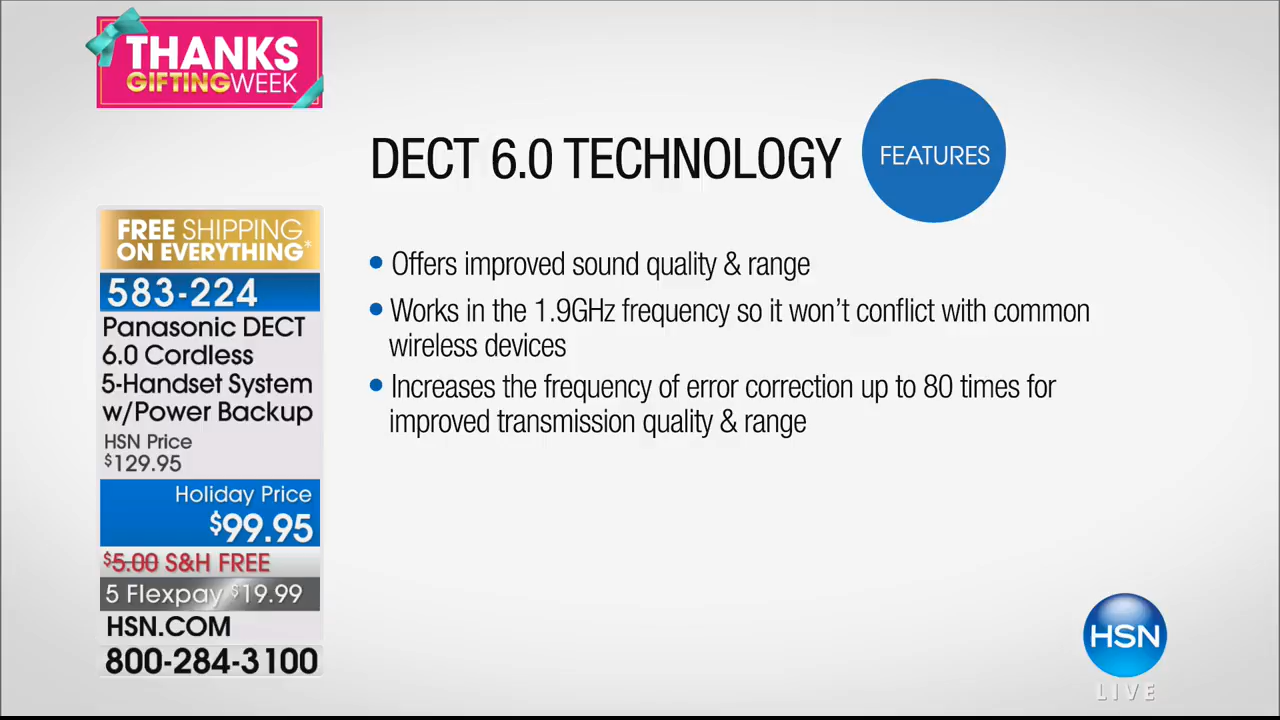 THANKS
GIFTINGWEEK
DECT 6.0 TECHNOLOGY
FEATURES
FREE SHIPPING
ON EVERYTHING*
583-224
Panasonic DECT
6.0 Cordless
5-Handset System
w/Power Backup
HSN Price
$129.95
Holiday Price
$99.95
$5.00 S&H FREE
5 Flexpay $19.99
HSN.COM
800-284-3100
• Offers improved sound quality & range
• Works in the 1.9GHz frequency so it won’t conflict with common
wireless devices
• Increases the frequency of error correction up to 80 times for
improved transmission quality & range
HSN
LIVE